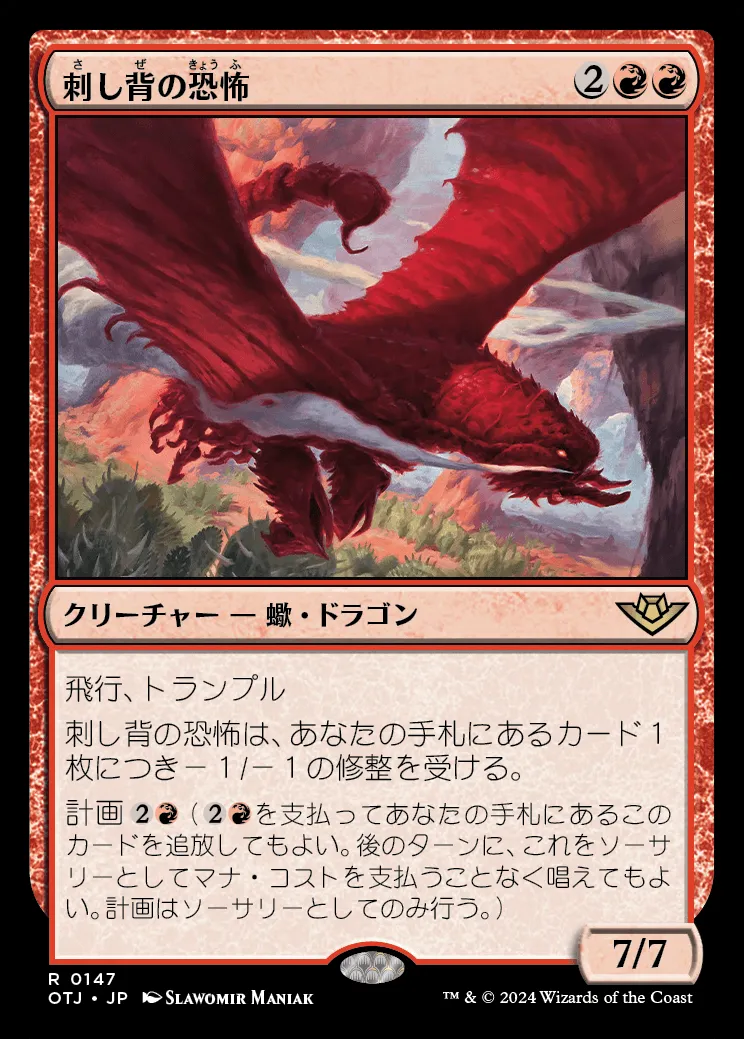 刺し背の恐怖
さ ぜ きょう ふ
2
クリーチャー — 蠍・ドラゴン
飛行、トランプル
刺し背の恐怖は、あなたの手札にあるカード1
枚につき-1/-1の修整を受ける。
計画 2 (2 を支払ってあなたの手札にあるこの
カードを追放してもよい。後のターンに、これをソーサ
リーとしてマナ・コストを支払うことなく唱えてもよ
い。計画はソーサリーとしてのみ行う。)
7/7
R 0147
OTJ • JP SLAWOMIR MANIAK
™ & © 2024 Wizards of the Coast